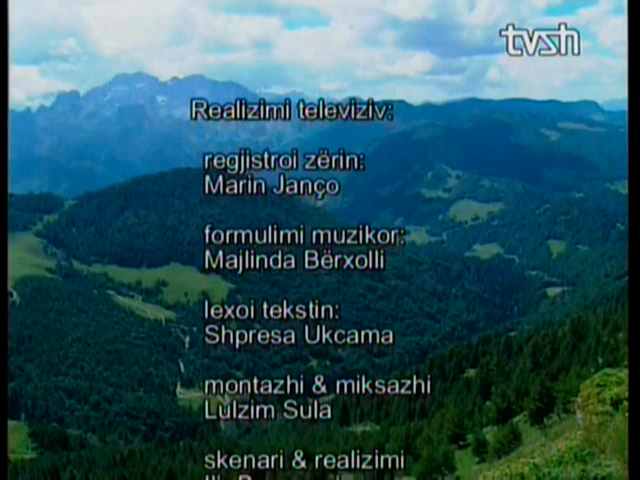 tvsh
Realizimi televiziv:
regjistroi zërin:
Marin Janço
formulimi muzikor:
Majlinda Bërxolli
lexoi tekstin:
Shpresa Ukcama
montazhi & miksazhi
Lulzim Sula
skenari & realizimi